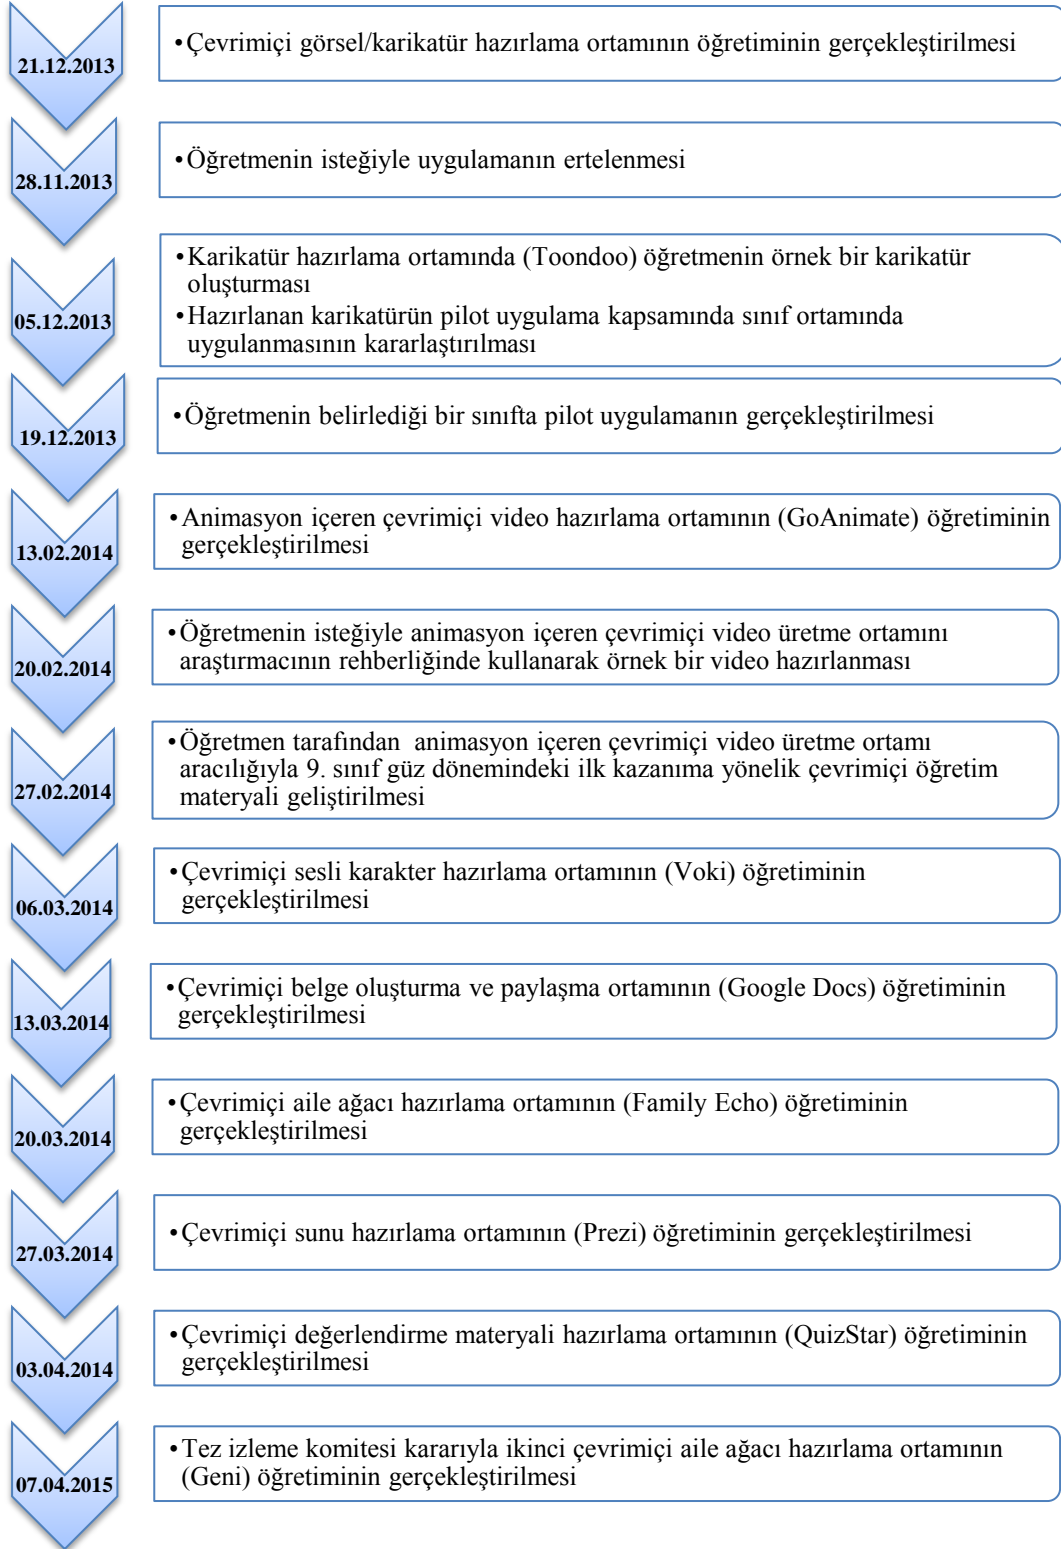 21.12.2013
•Çevrimiçi görsel/karikatür hazırlama ortamının öğretiminin gerçekleştirilmesi
28.11.2013
•Öğretmenin isteğiyle uygulamanın ertelenmesi
05.12.2013
•Karikatür hazırlama ortamında (Toondoo) öğretmenin örnek bir karikatür
oluşturması
•Hazırlanan karikatürün pilot uygulama kapsamında sınıf ortamında
uygulanmasının kararlaştırılması
19.12.2013
•Öğretmenin belirlediği bir sınıfta pilot uygulamanın gerçekleştirilmesi
13.02.2014
•Animasyon içeren çevrimiçi video hazırlama ortamının (GoAnimate) öğretiminin
gerçekleştirilmesi
20.02.2014
•Öğretmenin isteğiyle animasyon içeren çevrimiçi video üretme ortamını
araştırmacının rehberliğinde kullanarak örnek bir video hazırlanması
27.02.2014
•Öğretmen tarafından animasyon içeren çevrimiçi video üretme ortamı
aracılığıyla 9. sınıf güz dönemindeki ilk kazanıma yönelik çevrimiçi öğretim
materyali geliştirilmesi
06.03.2014
•Çevrimiçi sesli karakter hazırlama ortamının (Voki) öğretiminin
gerçekleştirilmesi
13.03.2014
•Çevrimiçi belge oluşturma ve paylaşma ortamının (Google Docs) öğretiminin
gerçekleştirilmesi
20.03.2014
•Çevrimiçi aile ağacı hazırlama ortamının (Family Echo) öğretiminin
gerçekleştirilmesi
27.03.2014
•Çevrimiçi sunu hazırlama ortamının (Prezi) öğretiminin gerçekleştirilmesi
03.04.2014
•Çevrimiçi değerlendirme materyali hazırlama ortamının (QuizStar) öğretiminin
gerçekleştirilmesi
07.04.2015
•Tez izleme komitesi kararıyla ikinci çevrimiçi aile ağacı hazırlama ortamının
(Geni) öğretiminin gerçekleştirilmesi